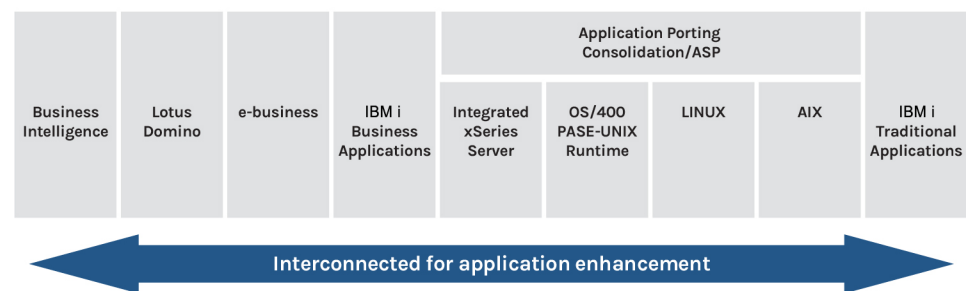 Application Porting
Consolidation/ASP
Business
Intelligence
Lotus
Domino
e-business
IBM i
Business
Applications
Integrated
xSeries
Server
OS/400
PASE-UNIX
Runtime
LINUX
AIX
IBM i
Traditional
Applications
Interconnected for application enhancement